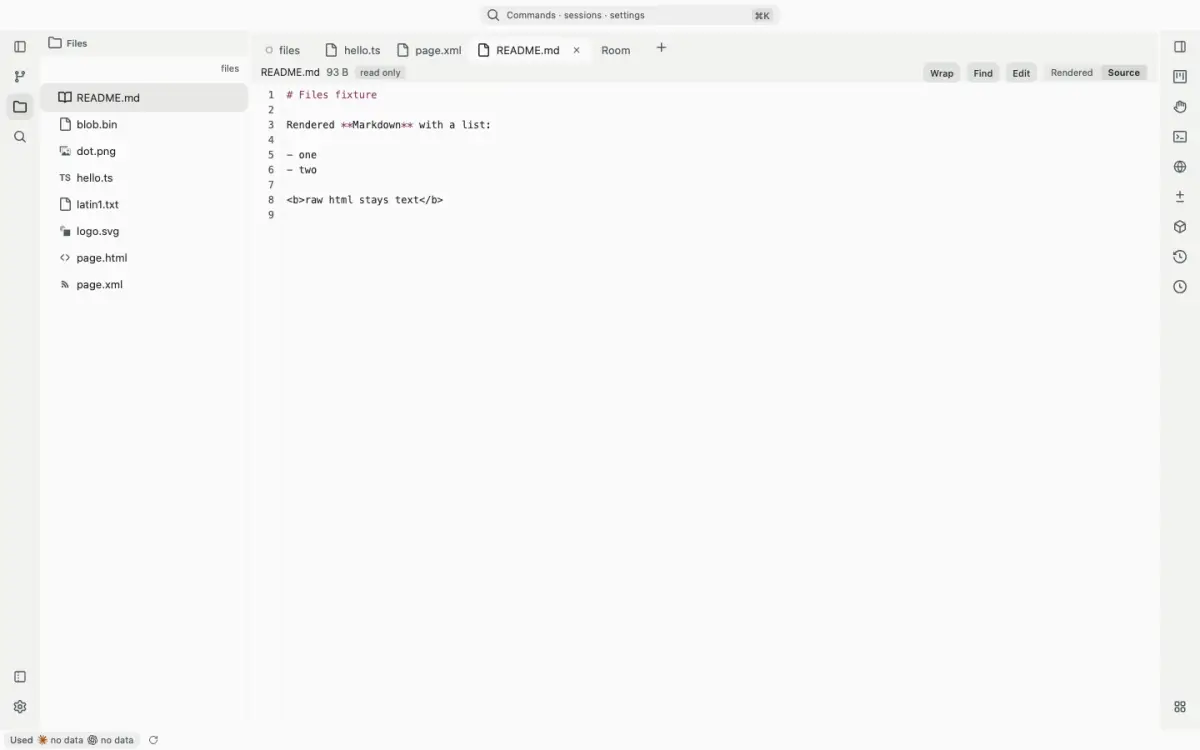 Commands · sessions · settings
⌘K
Files
files
README.md
blob.bin
dot.png
TS hello.ts
latin1.txt
logo.svg
page.html
page.xml
files
hello.ts
page.xml
README.md ×
Room
+
README.md 93 B read only
Wrap
Find
Edit
Rendered
Source
1 # Files fixture
2
3 Rendered **Markdown** with a list:
4
5 - one
6 - two
7
8 <b>raw html stays text</b>
9
Used no data no data